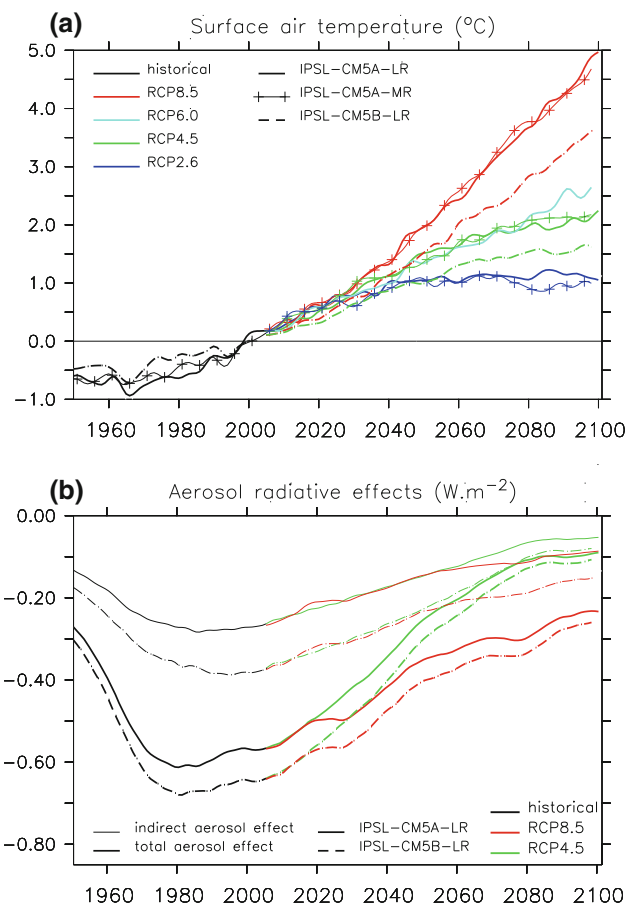 (a) Surface air temperature (°C)
5.0
4.0
3.0
2.0
1.0
0.0
−1.0
historical
RCP8.5
RCP6.0
RCP4.5
RCP2.6
IPSL−CM5A−LR
IPSL−CM5A−MR
IPSL−CM5B−LR
1960 1980 2000 2020 2040 2060 2080 2100
(b) Aerosol radiative effects (W.m−2)
0.00
−0.20
−0.40
−0.60
−0.80
indirect aerosol effect
total aerosol effect
IPSL−CM5A−LR
IPSL−CM5B−LR
historical
RCP8.5
RCP4.5
1960 1980 2000 2020 2040 2060 2080 2100